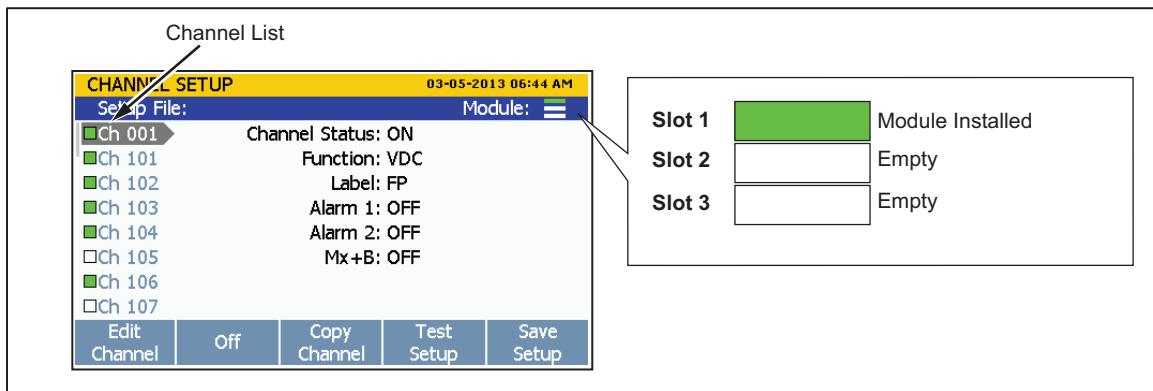 Channel List
CHANNEL SETUP 03-05-2013 06:44 AM
Setup File: Module:
Ch 001 Channel Status: ON
Ch 101 Function: VDC
Ch 102 Label: FP
Ch 103 Alarm 1: OFF
Ch 104 Alarm 2: OFF
Ch 105 Mx+B: OFF
Ch 106
Ch 107
Edit Channel Off Copy Channel Test Setup Save Setup
Slot 1 Module Installed
Slot 2 Empty
Slot 3 Empty